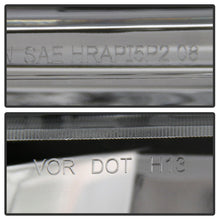 N SAE HRAPI5P2 08
VOR DOT H13